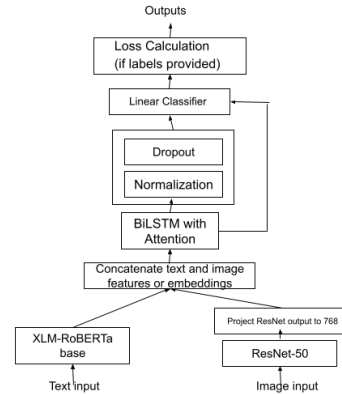 Outputs
Loss Calculation
(if labels provided)
Linear Classifier
Dropout
Normalization
BiLSTM with
Attention
Concatenate text and image
features or embeddings
Project ResNet output to 768
XLM-RoBERTa
base
ResNet-50
Text input
Image input